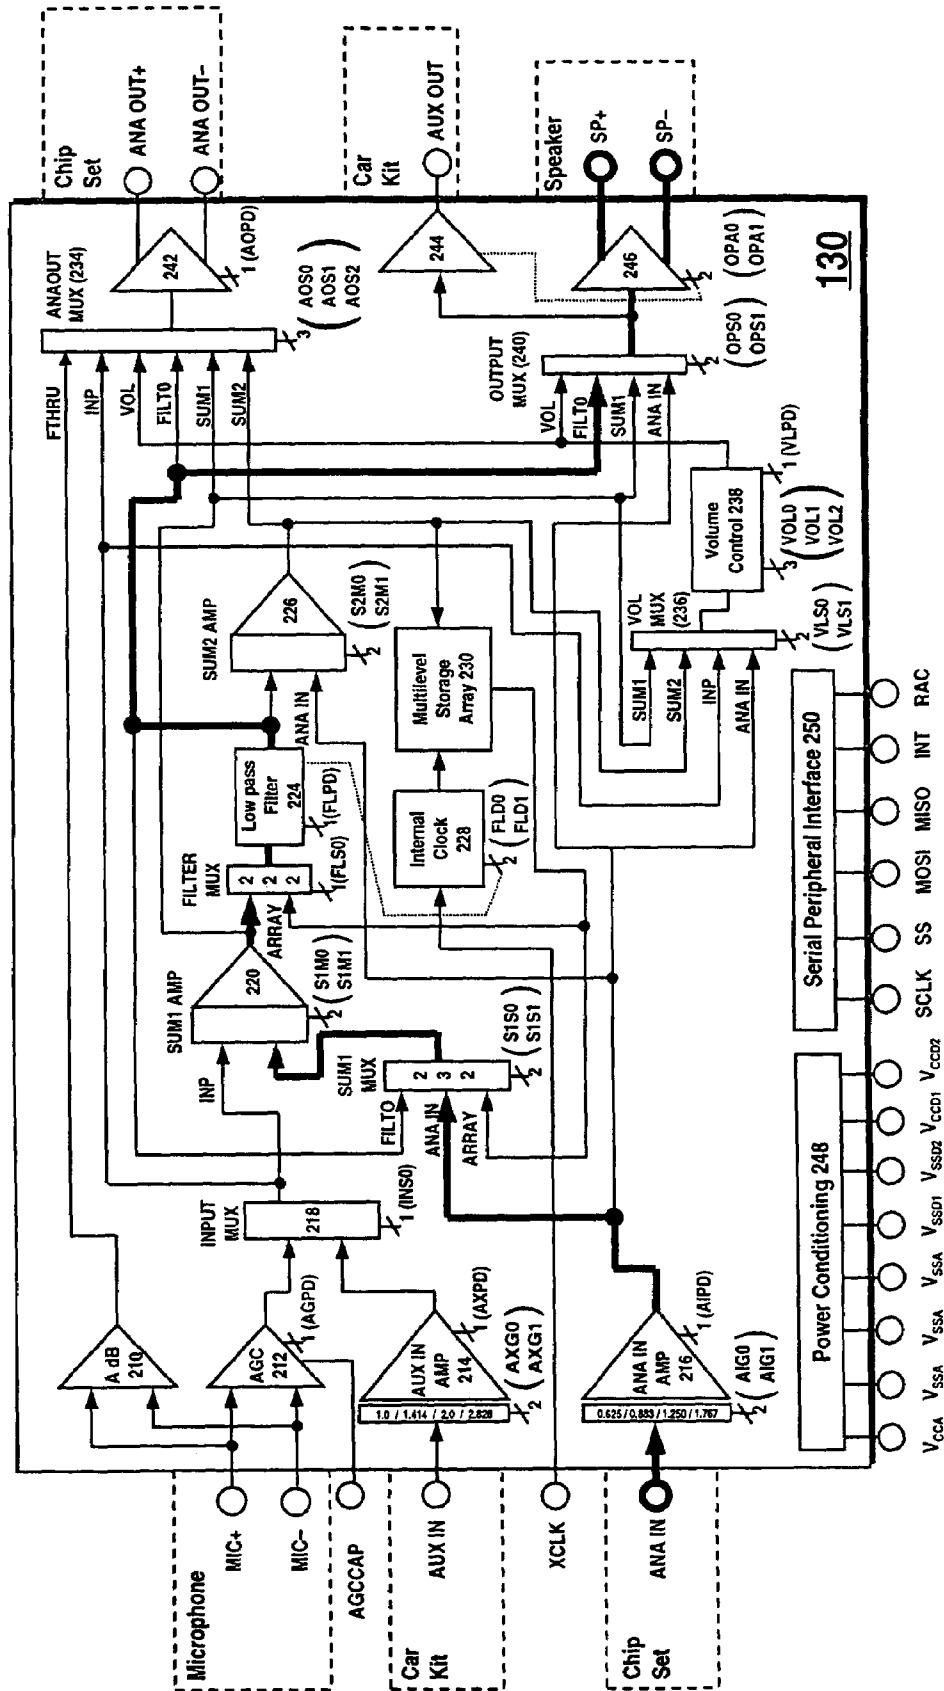 Microphone
MIC+
MIC–
AGCCAP
Car
Kit
AUX IN
XCLK
Chip
Set
ANA IN
A dB
210
AGC
212
1 (AGPD)
AUX IN
AMP
214
1.0 / 1.414 / 2.0 / 2.828
1 (AXPD)
2
(AXG0
AXG1)
ANA IN
AMP
216
0.625 / 0.883 / 1.250 / 1.767
1 (AIPD)
2
(AIG0
AIG1)
INPUT
MUX
218
1 (INS0)
INP
SUM1 AMP
220
2
(S1M0
S1M1)
SUM1
MUX
FILTO
ANA IN
ARRAY
2
3
2
2
(S1S0
S1S1)
FILTER
MUX
ARRAY
2
2
2
1(FLS0)
Low pass
Filter
224
1(FLPD)
SUM2 AMP
ANA IN
226
2
(S2M0
S2M1)
Internal
Clock
228
2
(FLD0
FLD1)
Multilevel
Storage
Array 230
VOL
MUX
(236)
SUM1
SUM2
INP
ANA IN
2
(VLS0
VLS1)
Volume
Control 238
3
(VOL0
VOL1
VOL2)
1 (VLPD)
ANAOUT
MUX (234)
FTHRU
INP
VOL
FILT0
SUM1
SUM2
3
(AOS0
AOS1
AOS2)
242
1 (AOPD)
OUTPUT
MUX (240)
VOL
FILT0
SUM1
ANA IN
2
(OPS0
OPS1)
244
246
2
(OPA0
OPA1)
Chip
Set
ANA OUT+
ANA OUT–
Car
Kit
AUX OUT
Speaker
SP+
SP–
130
Power Conditioning 248
VCCA
VSSA
VSSA
VSSA
VSSD1
VSSD2
VCCD1
VCCD2
Serial Peripheral Interface 250
SCLK
SS
MOSI
MISO
INT
RAC